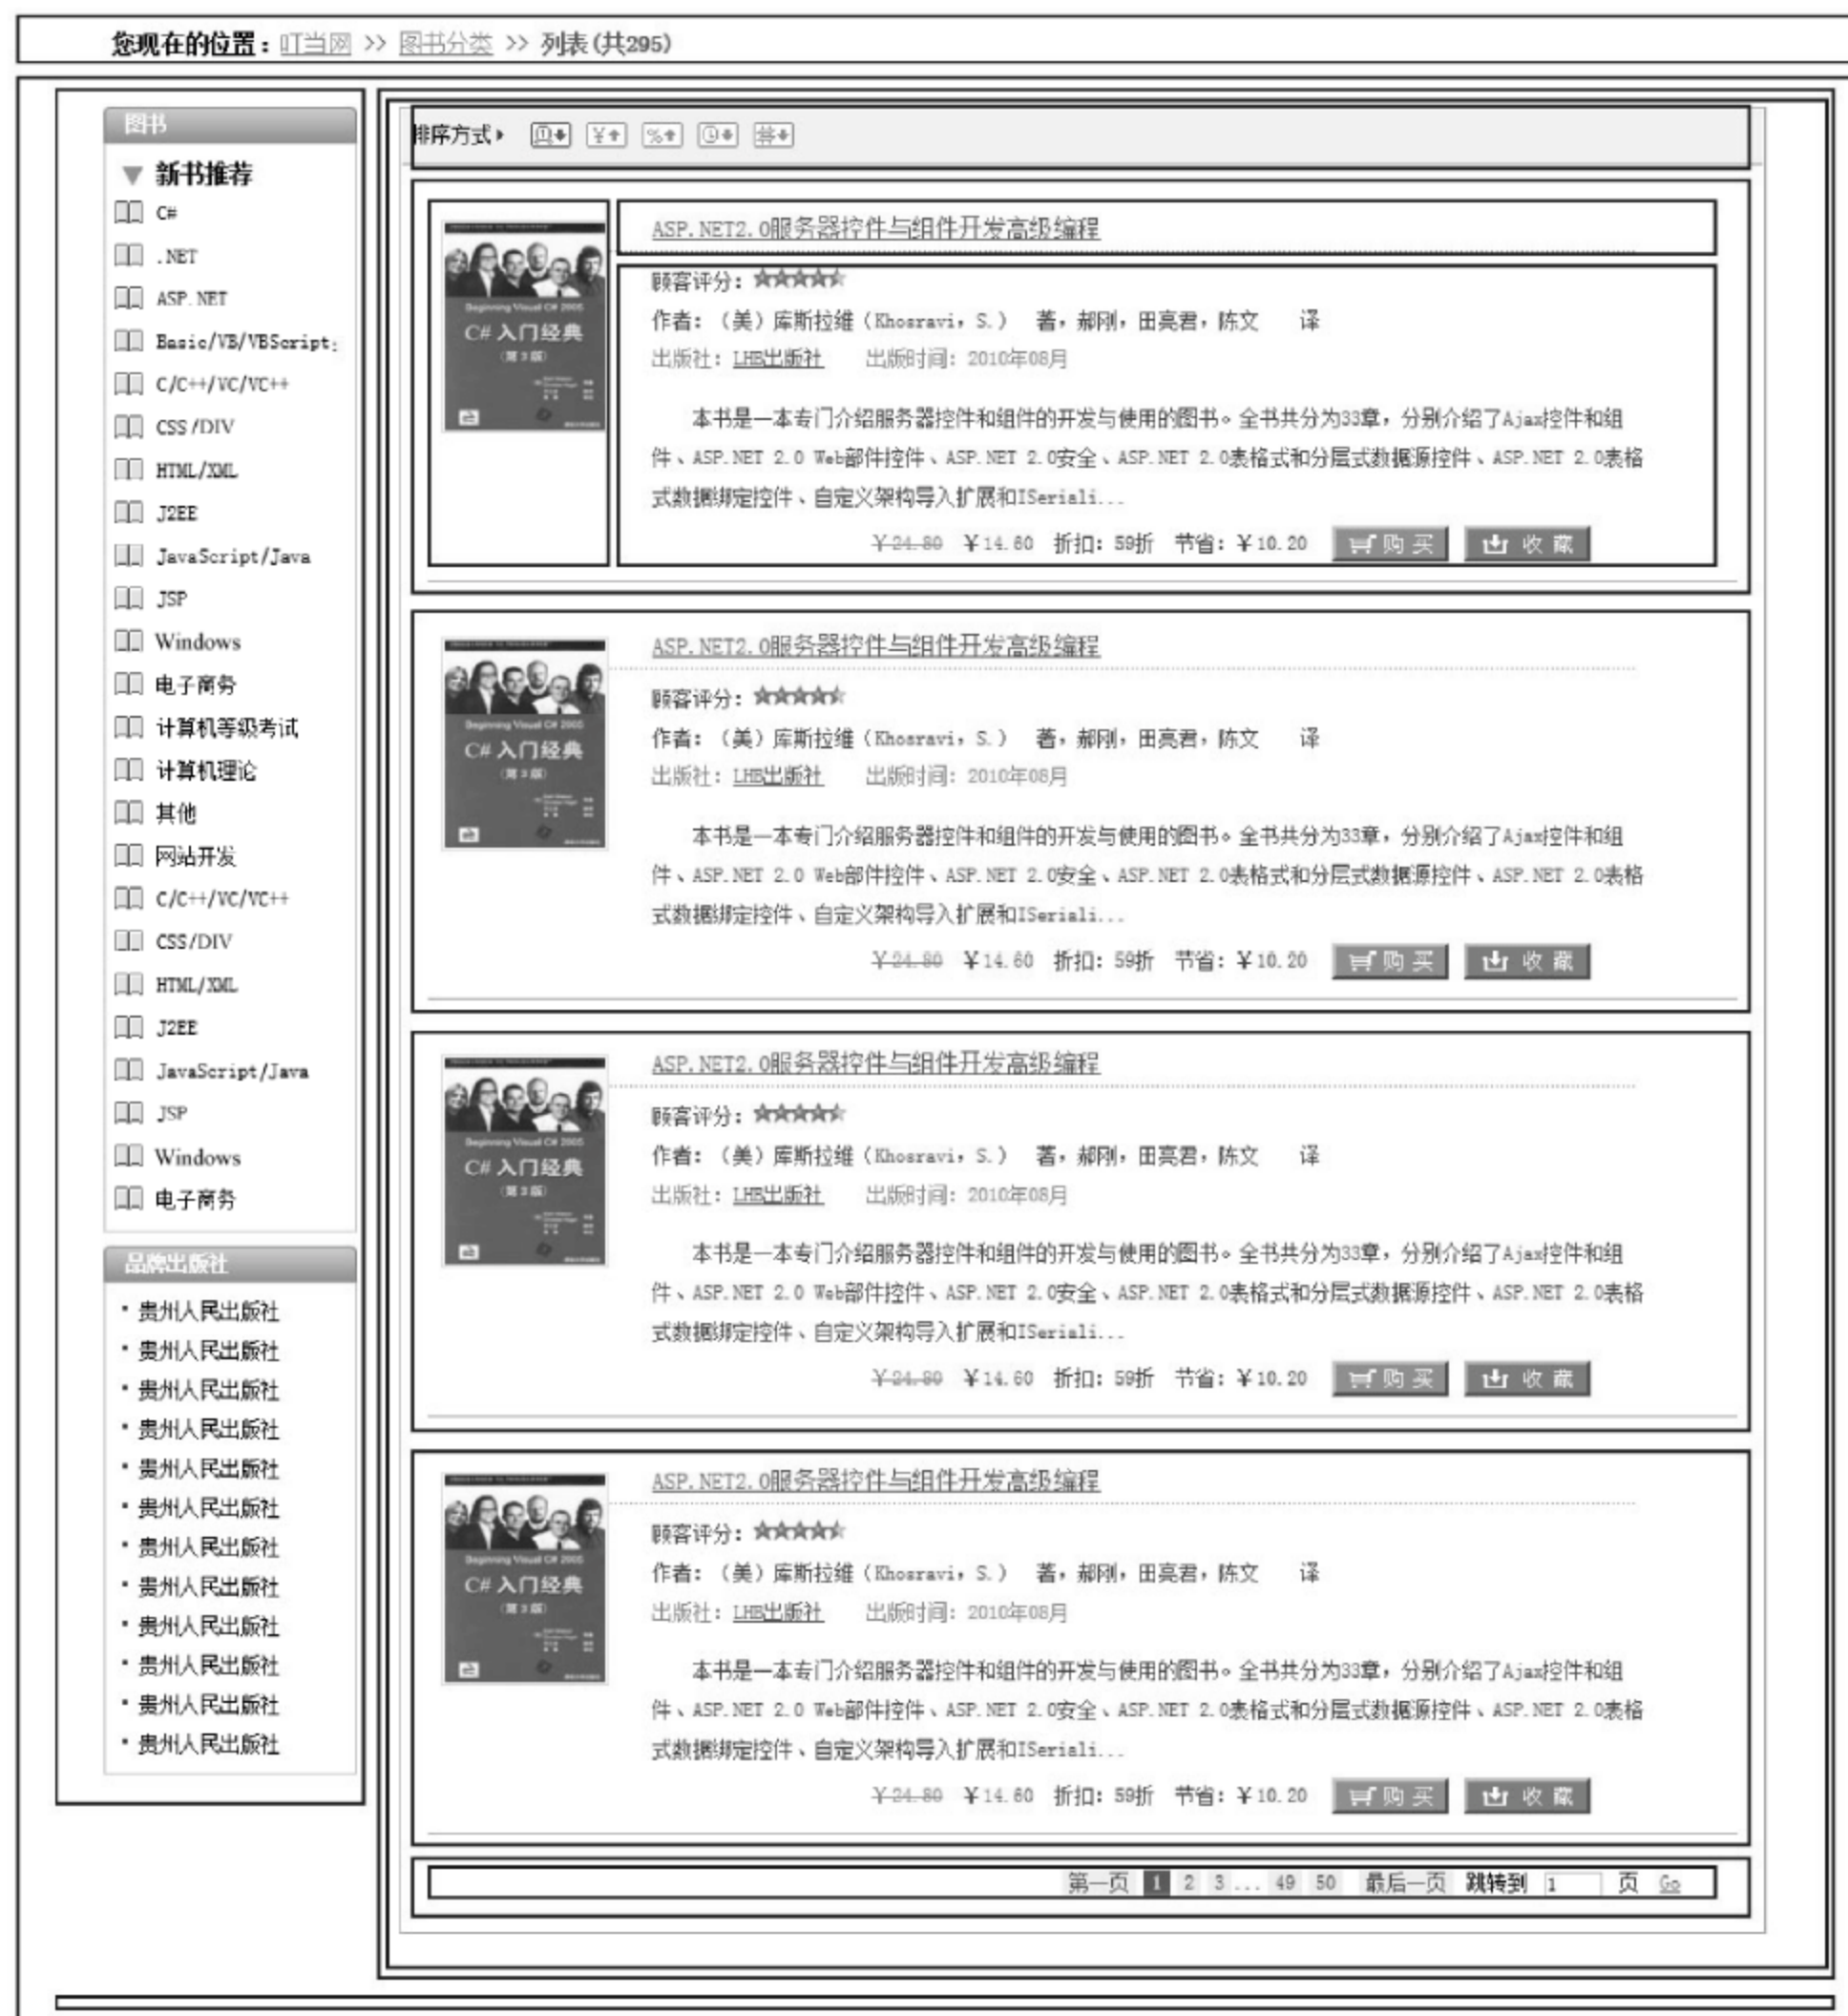 您现在的位置：叮当网 >> 图书分类 >> 列表(共295)
图书
新书推荐
C#
.NET
ASP.NET
Basic/VB/VBScript:
C/C++/VC/VC++
CSS/DIV
HTML/XML
J2EE
JavaScript/Java
JSP
Windows
电子商务
计算机等级考试
计算机理论
其他
网站开发
C/C++/VC/VC++
CSS/DIV
HTML/XML
J2EE
JavaScript/Java
JSP
Windows
电子商务
品牌出版社
贵州人民出版社
贵州人民出版社
贵州人民出版社
贵州人民出版社
贵州人民出版社
贵州人民出版社
贵州人民出版社
贵州人民出版社
贵州人民出版社
贵州人民出版社
贵州人民出版社
贵州人民出版社
排序方式
Beginning Visual C# 2005
C#入门经典
(第3版)
ASP.NET2.0服务器控件与组件开发高级编程
顾客评分：
作者：（美）库斯拉维（Khosravi，S.） 著，郝刚，田亮君，陈文 译
出版社：LHB出版社 出版时间：2010年08月
本书是一本专门介绍服务器控件和组件的开发与使用的图书。全书共分为33章，分别介绍了Ajax控件和组
件、ASP.NET 2.0 Web部件控件、ASP.NET 2.0安全、ASP.NET 2.0表格式和分层式数据源控件、ASP.NET 2.0表格
式数据绑定控件、自定义架构导入扩展和ISeriali...
￥24.80 ￥14.60 折扣：59折 节省：￥10.20 购买 收藏
Beginning Visual C# 2005
C#入门经典
(第3版)
ASP.NET2.0服务器控件与组件开发高级编程
顾客评分：
作者：（美）库斯拉维（Khosravi，S.） 著，郝刚，田亮君，陈文 译
出版社：LHB出版社 出版时间：2010年08月
本书是一本专门介绍服务器控件和组件的开发与使用的图书。全书共分为33章，分别介绍了Ajax控件和组
件、ASP.NET 2.0 Web部件控件、ASP.NET 2.0安全、ASP.NET 2.0表格式和分层式数据源控件、ASP.NET 2.0表格
式数据绑定控件、自定义架构导入扩展和ISeriali...
￥24.80 ￥14.60 折扣：59折 节省：￥10.20 购买 收藏
Beginning Visual C# 2005
C#入门经典
(第3版)
ASP.NET2.0服务器控件与组件开发高级编程
顾客评分：
作者：（美）库斯拉维（Khosravi，S.） 著，郝刚，田亮君，陈文 译
出版社：LHB出版社 出版时间：2010年08月
本书是一本专门介绍服务器控件和组件的开发与使用的图书。全书共分为33章，分别介绍了Ajax控件和组
件、ASP.NET 2.0 Web部件控件、ASP.NET 2.0安全、ASP.NET 2.0表格式和分层式数据源控件、ASP.NET 2.0表格
式数据绑定控件、自定义架构导入扩展和ISeriali...
￥24.80 ￥14.60 折扣：59折 节省：￥10.20 购买 收藏
Beginning Visual C# 2005
C#入门经典
(第3版)
ASP.NET2.0服务器控件与组件开发高级编程
顾客评分：
作者：（美）库斯拉维（Khosravi，S.） 著，郝刚，田亮君，陈文 译
出版社：LHB出版社 出版时间：2010年08月
本书是一本专门介绍服务器控件和组件的开发与使用的图书。全书共分为33章，分别介绍了Ajax控件和组
件、ASP.NET 2.0 Web部件控件、ASP.NET 2.0安全、ASP.NET 2.0表格式和分层式数据源控件、ASP.NET 2.0表格
式数据绑定控件、自定义架构导入扩展和ISeriali...
￥24.80 ￥14.60 折扣：59折 节省：￥10.20 购买 收藏
第一页 1 2 3 ... 49 50 最后一页 跳转到 1 页 Go